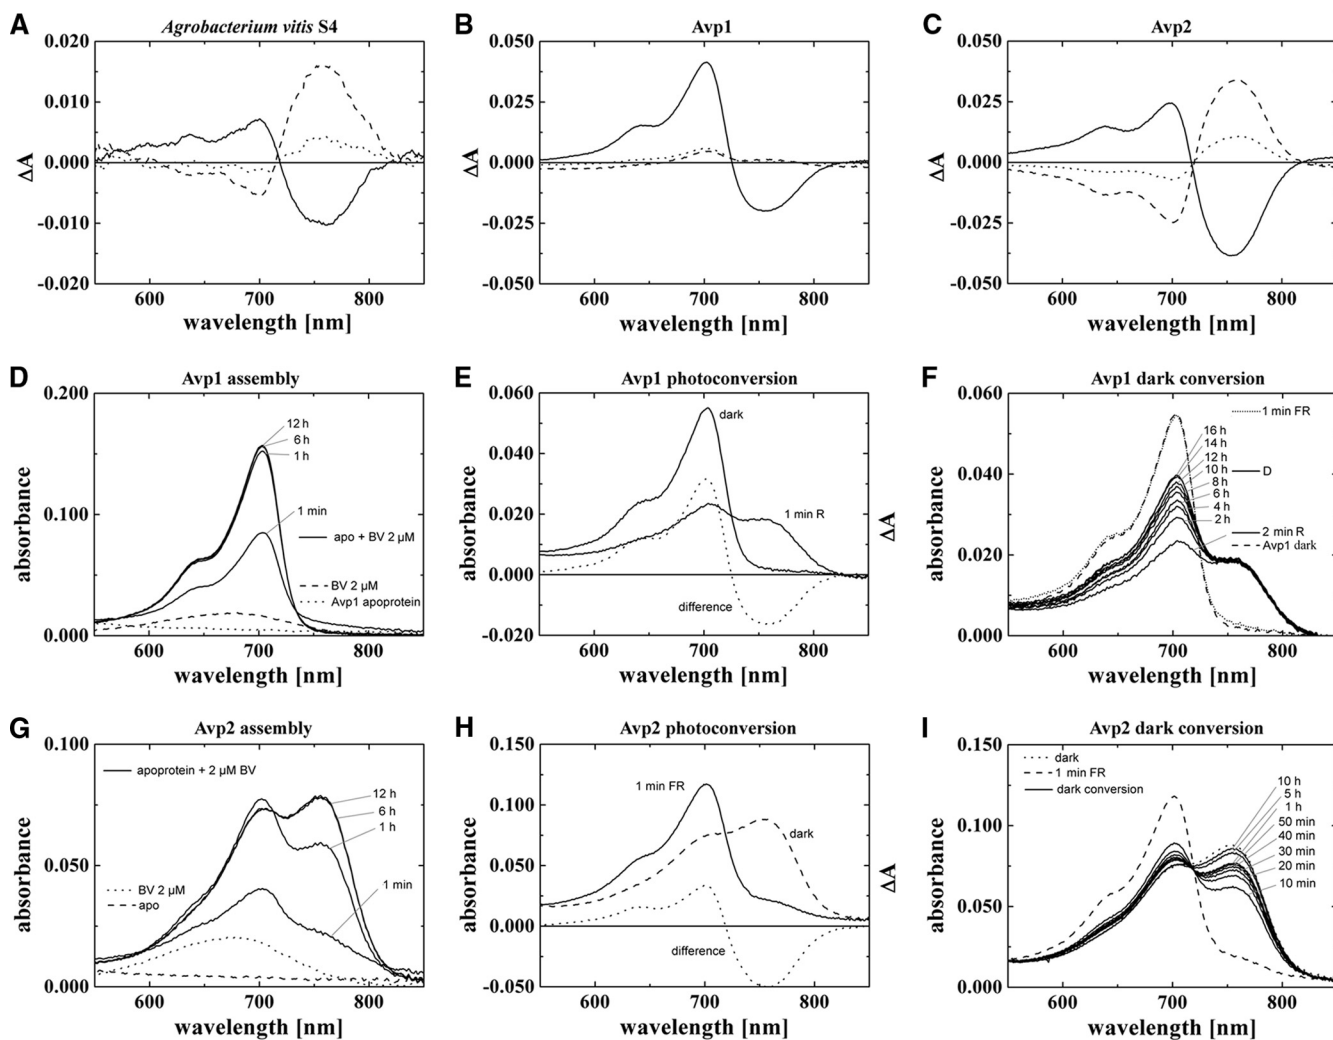 A
Agrobacterium vitis S4
0.020
0.010
0.000
-0.010
-0.020
ΔA
600
700
800
wavelength [nm]
B
Avp1
0.050
0.025
0.000
-0.025
-0.050
ΔA
600
700
800
wavelength [nm]
C
Avp2
0.050
0.025
0.000
-0.025
-0.050
ΔA
600
700
800
wavelength [nm]
D
Avp1 assembly
0.200
0.100
0.000
absorbance
12 h
6 h
1 h
1 min
apo + BV 2 µM
BV 2 µM
Avp1 apoprotein
600
700
800
wavelength [nm]
E
Avp1 photoconversion
0.060
0.040
0.020
0.000
-0.020
absorbance
ΔA
dark
1 min R
difference
600
700
800
wavelength [nm]
F
Avp1 dark conversion
0.060
0.040
0.020
0.000
absorbance
1 min FR
16 h
14 h
12 h
10 h
8 h
6 h
4 h
2 h
D
2 min R
Avp1 dark
600
700
800
wavelength [nm]
G
Avp2 assembly
0.100
0.050
0.000
absorbance
apoprotein + 2 µM BV
12 h
6 h
1 h
1 min
BV 2 µM
apo
600
700
800
wavelength [nm]
H
Avp2 photoconversion
0.150
0.100
0.050
0.000
-0.050
absorbance
ΔA
1 min FR
dark
difference
600
700
800
wavelength [nm]
I
Avp2 dark conversion
0.150
0.100
0.050
0.000
absorbance
dark
1 min FR
dark conversion
10 h
5 h
1 h
50 min
40 min
30 min
20 min
10 min
600
700
800
wavelength [nm]